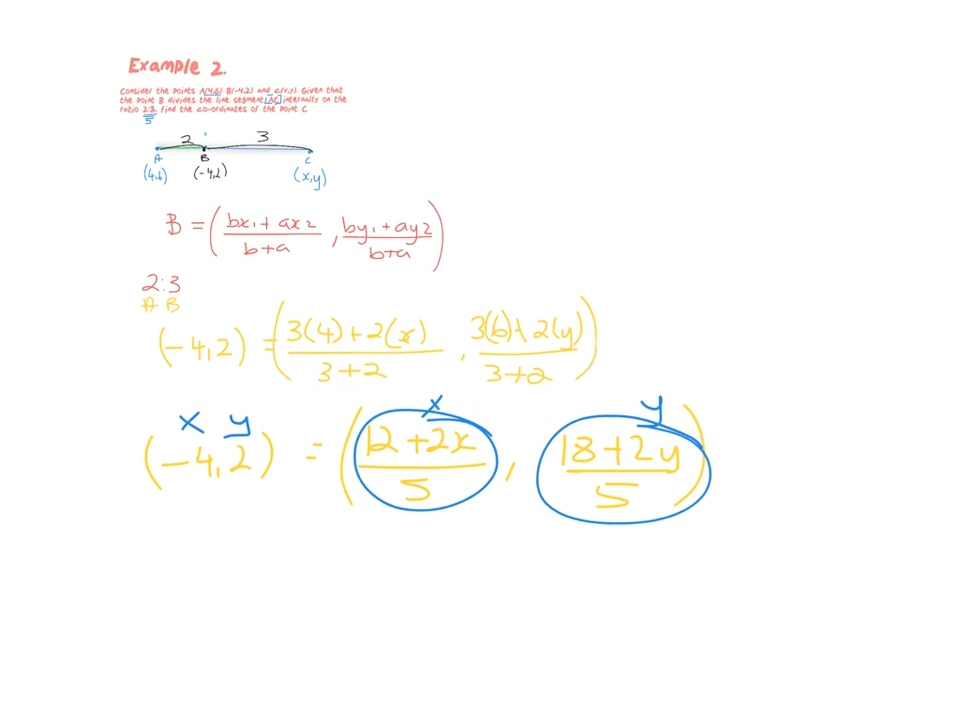 Example 2.
Consider the points A(4,6) B(-4,2) and C(x,y). Given that
the point B divides the line segment [AC] internally on the
ratio 2:3. Find the co-ordinates of the point C
5
2 3
A B C
(4,6) (-4,2) (x,y)
B = (bx1 + ax2 / b+a , by1 + ay2 / b+a)
2:3
A B
(-4,2) = (3(4)+2(x) / 3+2 , 3(6)+2(y) / 3+2)
x y x y
(-4,2) = (12+2x / 5 , 18+2y / 5)